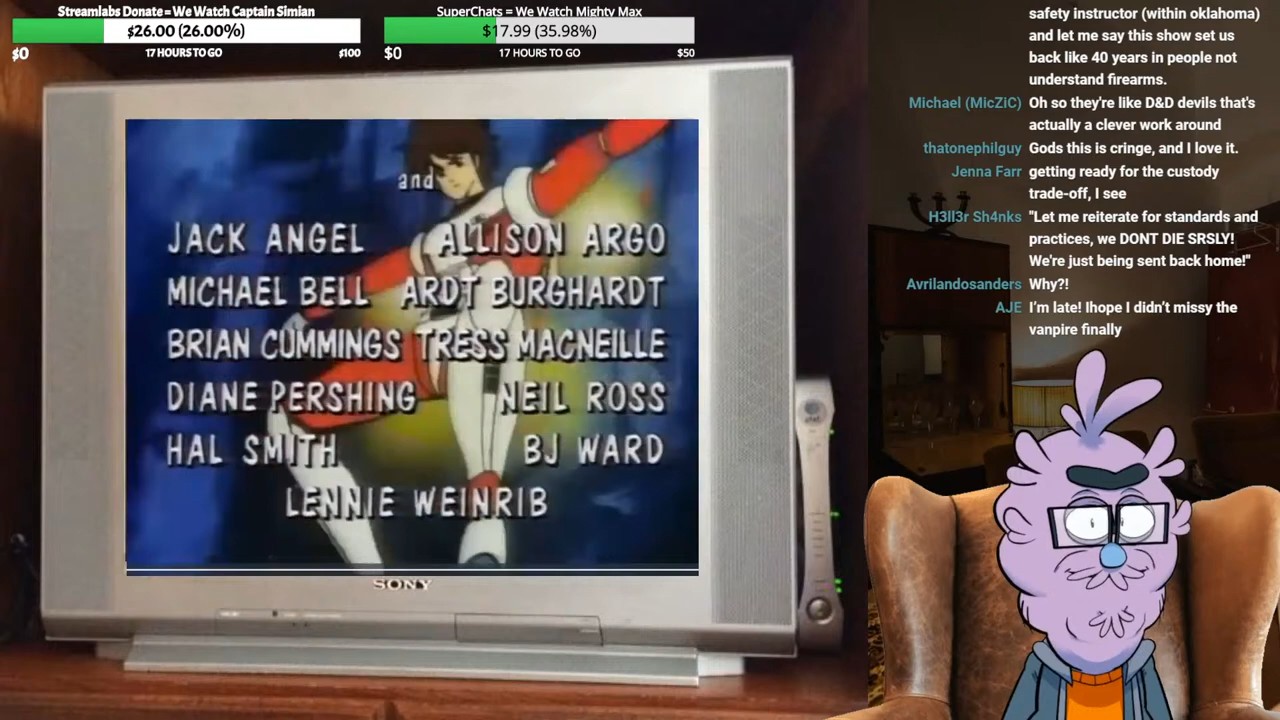 Streamlabs Donate = We Watch Captain Simian
$26.00 (26.00%)
$0 17 HOURS TO GO $100
SuperChats = We Watch Mighty Max
$17.99 (35.98%)
$0 17 HOURS TO GO $50
and
JACK ANGEL ALLISON ARGO
MICHAEL BELL ARDT BURGHARDT
BRIAN CUMMINGS TRESS MACNEILLE
DIANE PERSHING NEIL ROSS
HAL SMITH BJ WARD
LENNIE WEINRIB
SONY
safety instructor (within oklahoma)
and let me say this show set us
back like 40 years in people not
understand firearms.
Michael (MicZiC) Oh so they're like D&D devils that's
actually a clever work around
thatonephilguy Gods this is cringe, and I love it.
Jenna Farr getting ready for the custody
trade-off, I see
H3ll3r Sh4nks "Let me reiterate for standards and
practices, we DONT DIE SRSLY!
We're just being sent back home!"
Avrilandosanders Why?!
AJE I'm late! Ihope I didn't missy the
vanpire finally